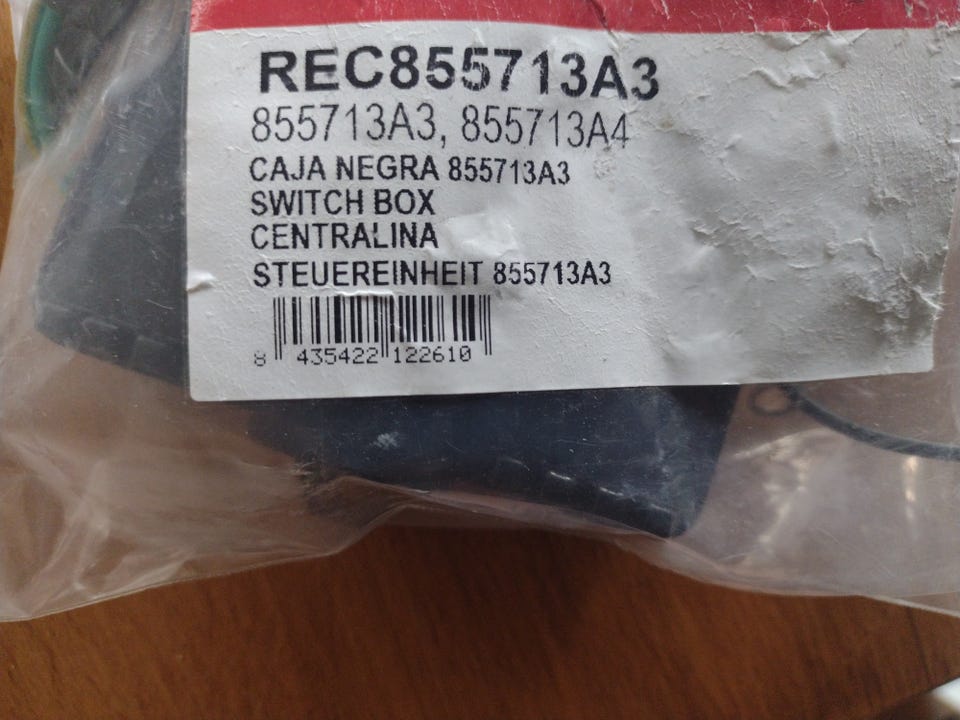 REC855713A3
855713A3, 855713A4
CAJA NEGRA 855713A3
SWITCH BOX
CENTRALINA
STEUEREINHEIT 855713A3
8 435422 122610